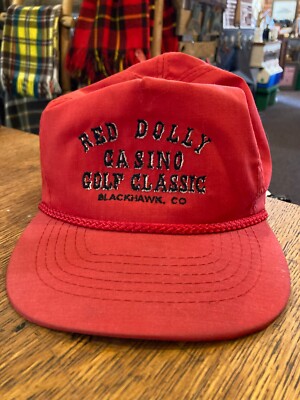 RED DOLLY
CASINO
GOLF CLASSIC
BLACKHAWK, CO